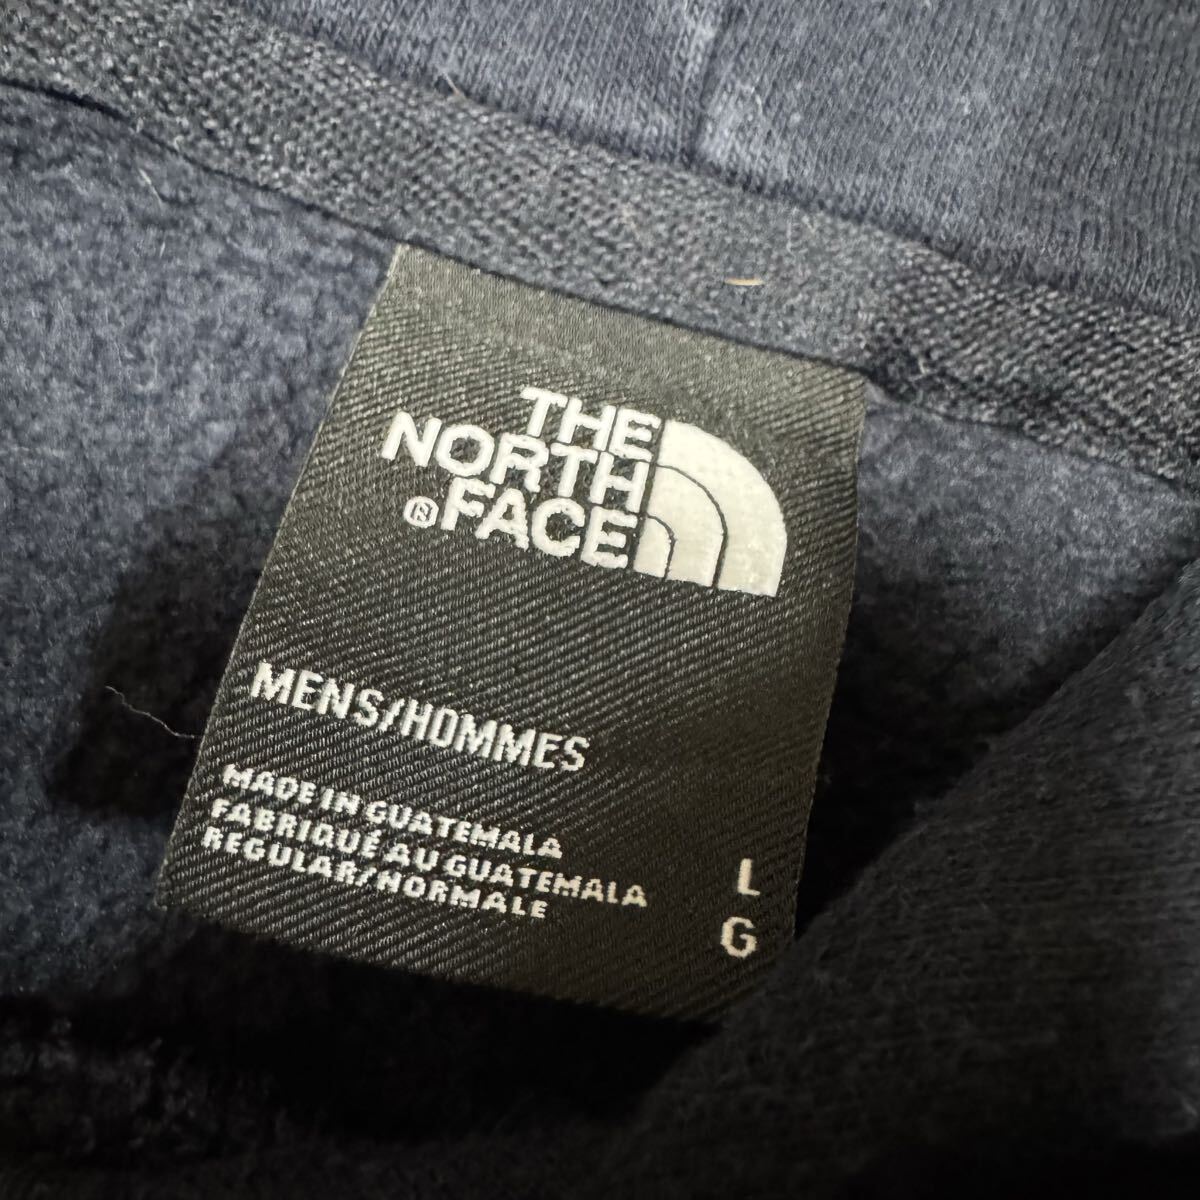 THE
NORTH
®FACE
MENS/HOMMES
MADE IN GUATEMALA
FABRIQUÉ AU GUATEMALA
REGULAR/NORMALE
L
G